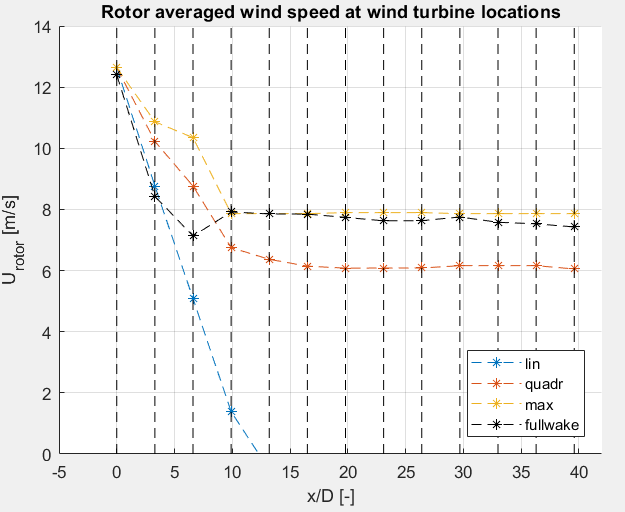 Rotor averaged wind speed at wind turbine locations
14
12
10
8
6
4
2
0
U_rotor [m/s]
-5 0 5 10 15 20 25 30 35 40
x/D [-]
lin
quadr
max
fullwake